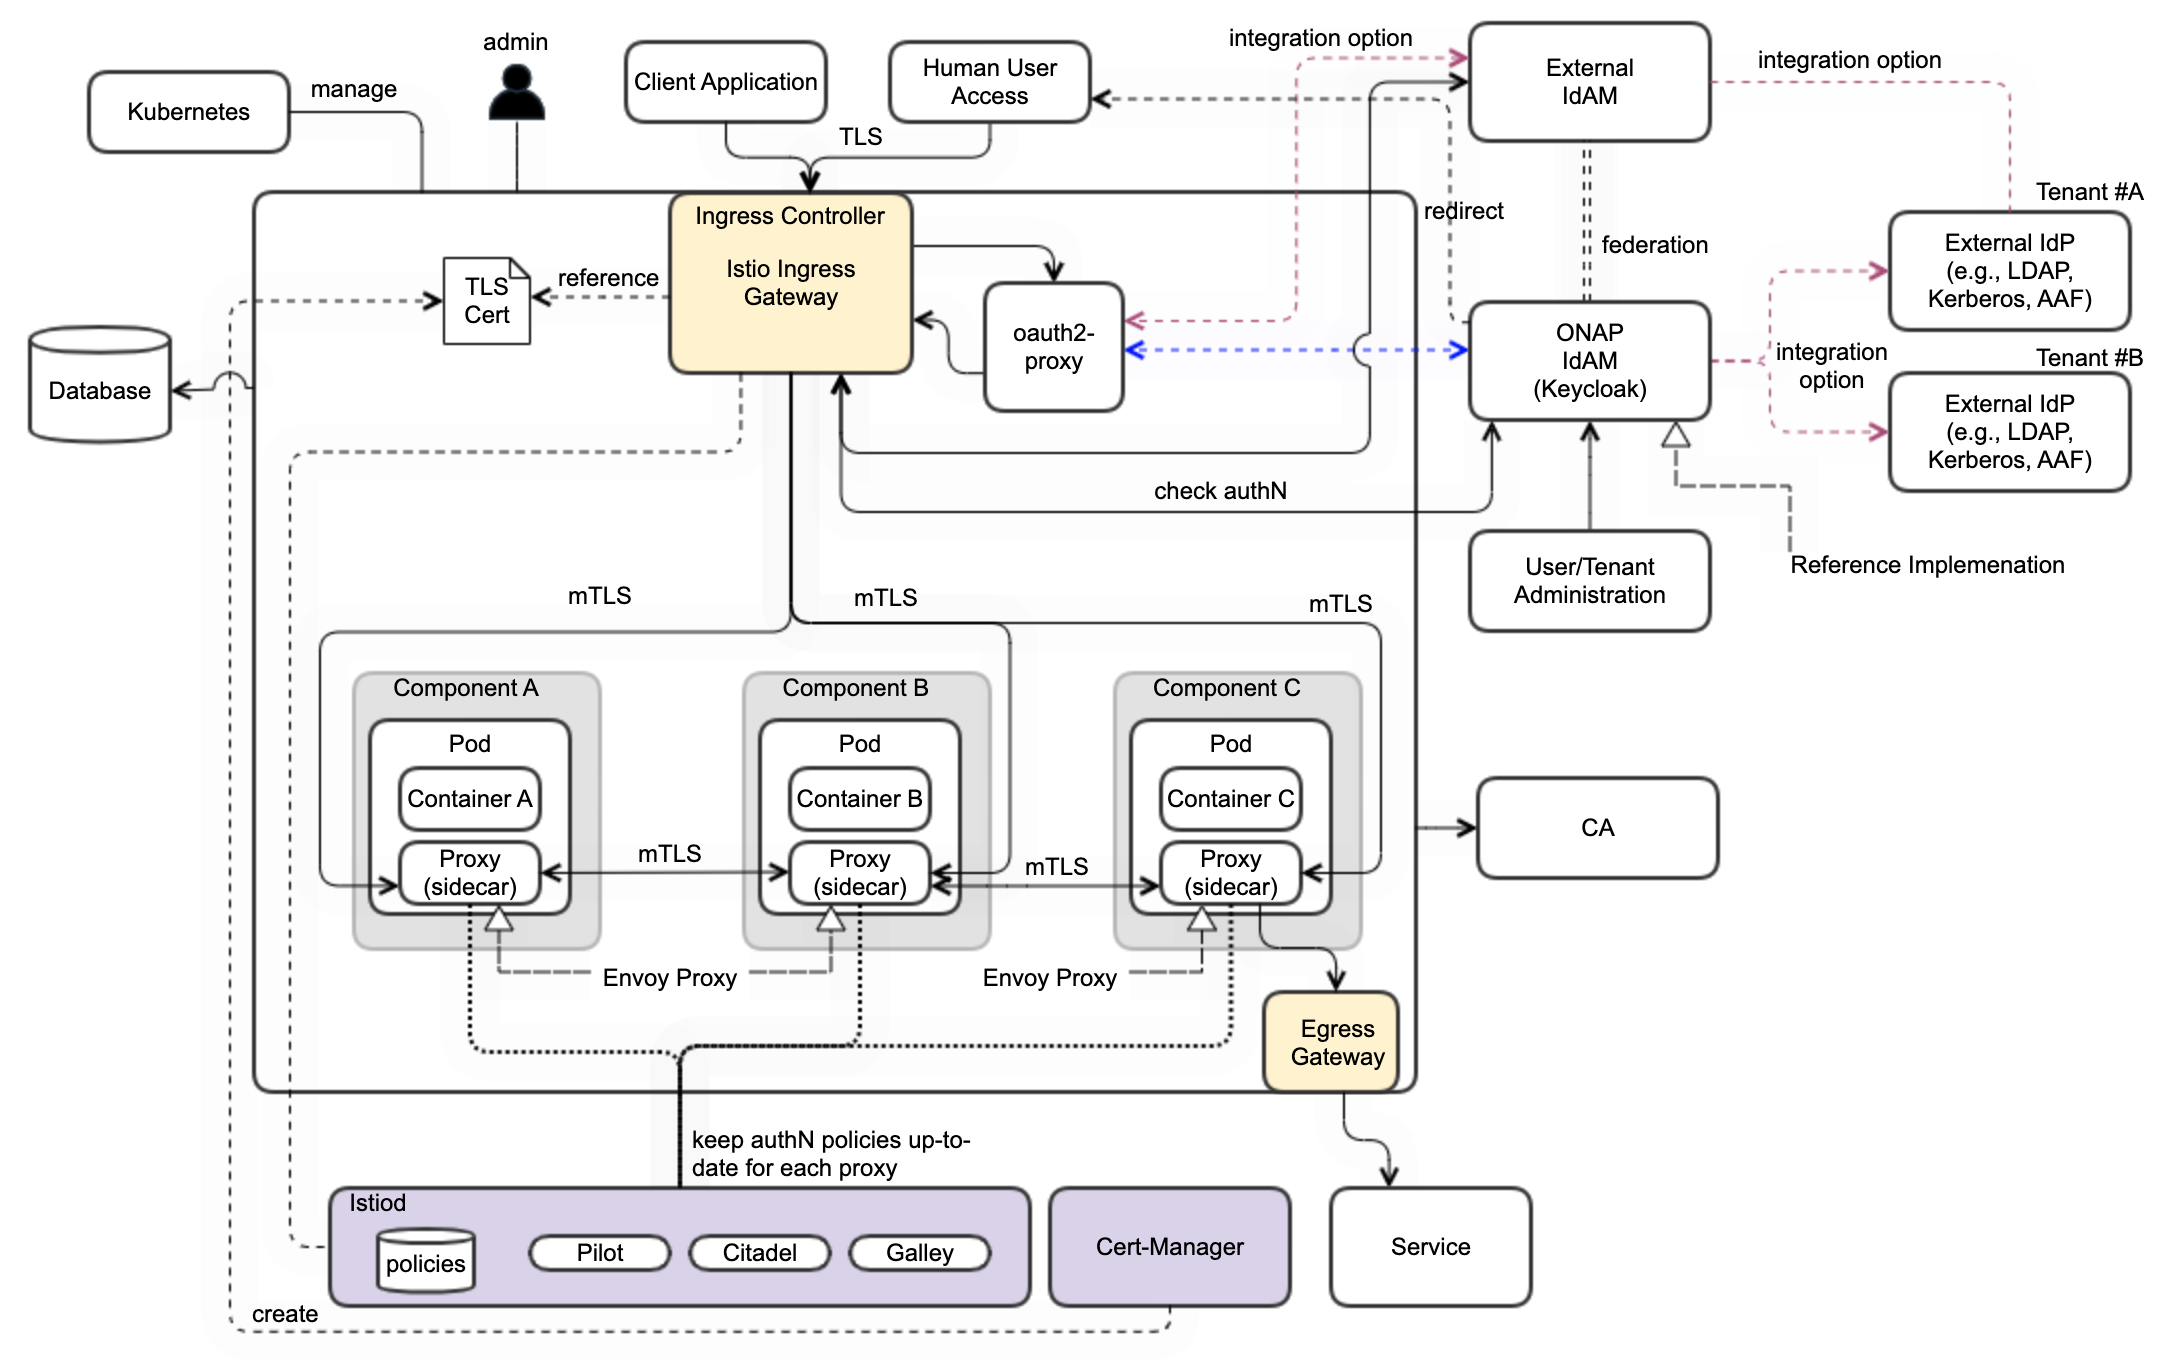 admin
Kubernetes
manage
Client Application
Human User
Access
TLS
integration option
External
IdAM
integration option
redirect
Tenant #A
External IdP
(e.g., LDAP,
Kerberos, AAF)
federation
Ingress Controller
Istio Ingress
Gateway
reference
TLS
Cert
Database
oauth2-
proxy
ONAP
IdAM
(Keycloak)
integration
option
Tenant #B
External IdP
(e.g., LDAP,
Kerberos, AAF)
check authN
User/Tenant
Administration
Reference Implemenation
mTLS
mTLS
mTLS
Component A
Pod
Container A
Proxy
(sidecar)
mTLS
Component B
Pod
Container B
Proxy
(sidecar)
mTLS
Component C
Pod
Container C
Proxy
(sidecar)
CA
Envoy Proxy
Envoy Proxy
Egress
Gateway
keep authN policies up-to-
date for each proxy
Istiod
policies
Pilot
Citadel
Galley
Cert-Manager
Service
create